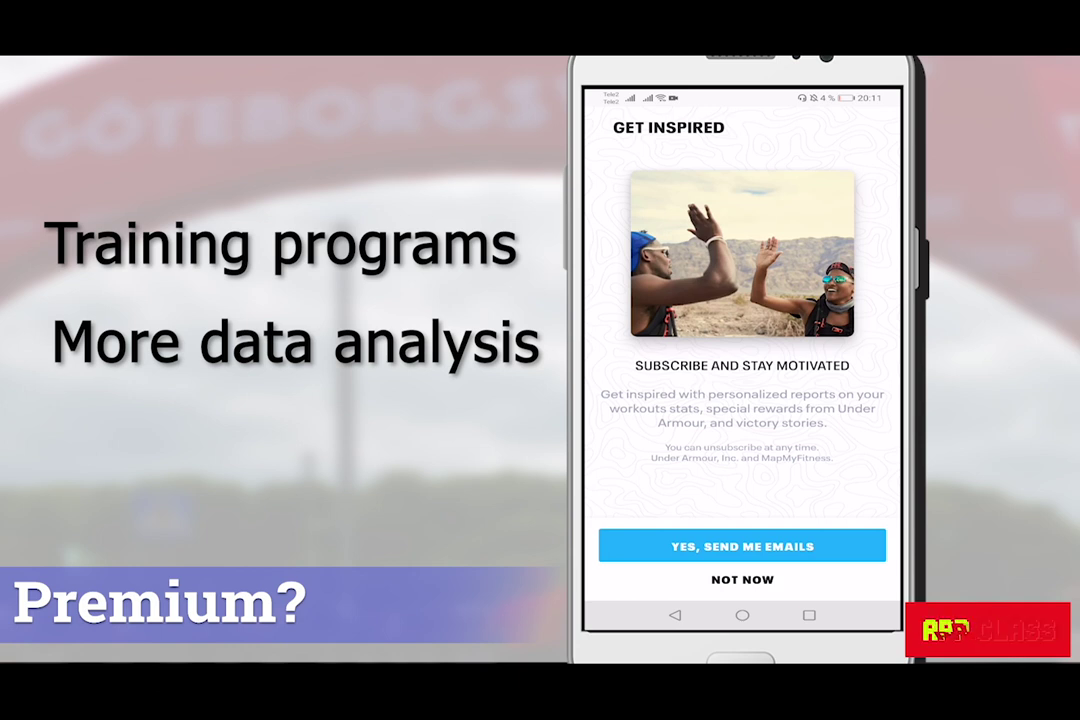 GÖTEBORGS
Training programs
More data analysis
Premium?
Tele2
Tele2
4 %
20:11
GET INSPIRED
SUBSCRIBE AND STAY MOTIVATED
Get inspired with personalized reports on your
workouts stats, special rewards from Under
Armour, and victory stories.
You can unsubscribe at any time.
Under Armour, Inc. and MapMyFitness.
YES, SEND ME EMAILS
NOT NOW
APP CLASS